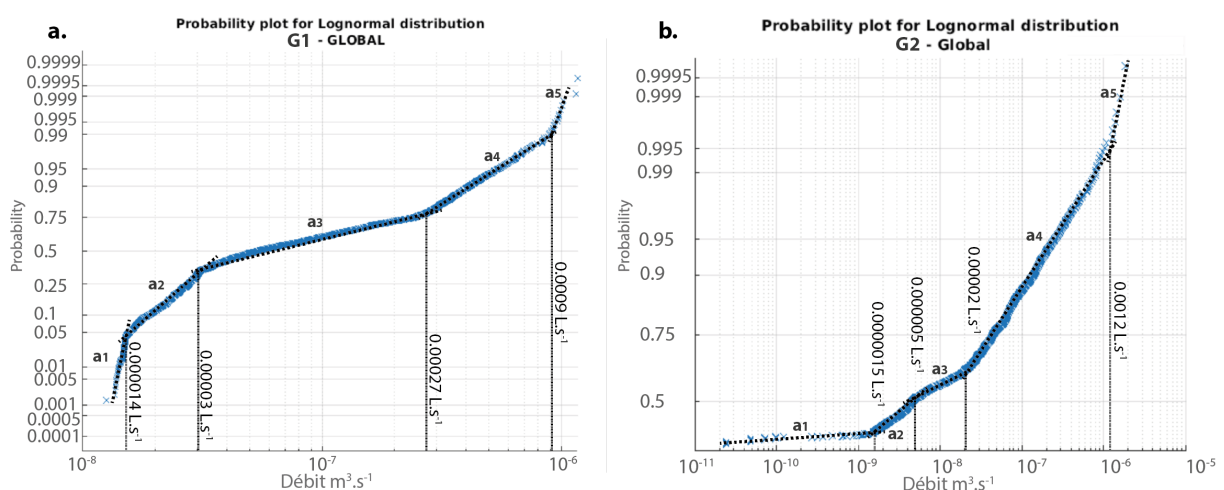 a.
Probability plot for Lognormal distribution
G1 - GLOBAL
Probability
0.9999
0.9995
0.999
0.995
0.99
0.95
0.9
0.75
0.5
0.25
0.1
0.05
0.01
0.005
0.001
0.0005
0.0001
a1
a2
a3
a4
a5
0.000014 L.s-1
0.00003 L.s-1
0.00027 L.s-1
0.0009 L.s-1
10-8
10-7
10-6
Débit m³.s-1
b.
Probability plot for Lognormal distribution
G2 - Global
Probability
0.9995
0.999
0.995
0.99
0.95
0.9
0.75
0.5
a1
a2
a3
a4
a5
0.0000015 L.s-1
0.000005 L.s-1
0.00002 L.s-1
0.0012 L.s-1
10-11
10-10
10-9
10-8
10-7
10-6
10-5
Débit m³.s-1